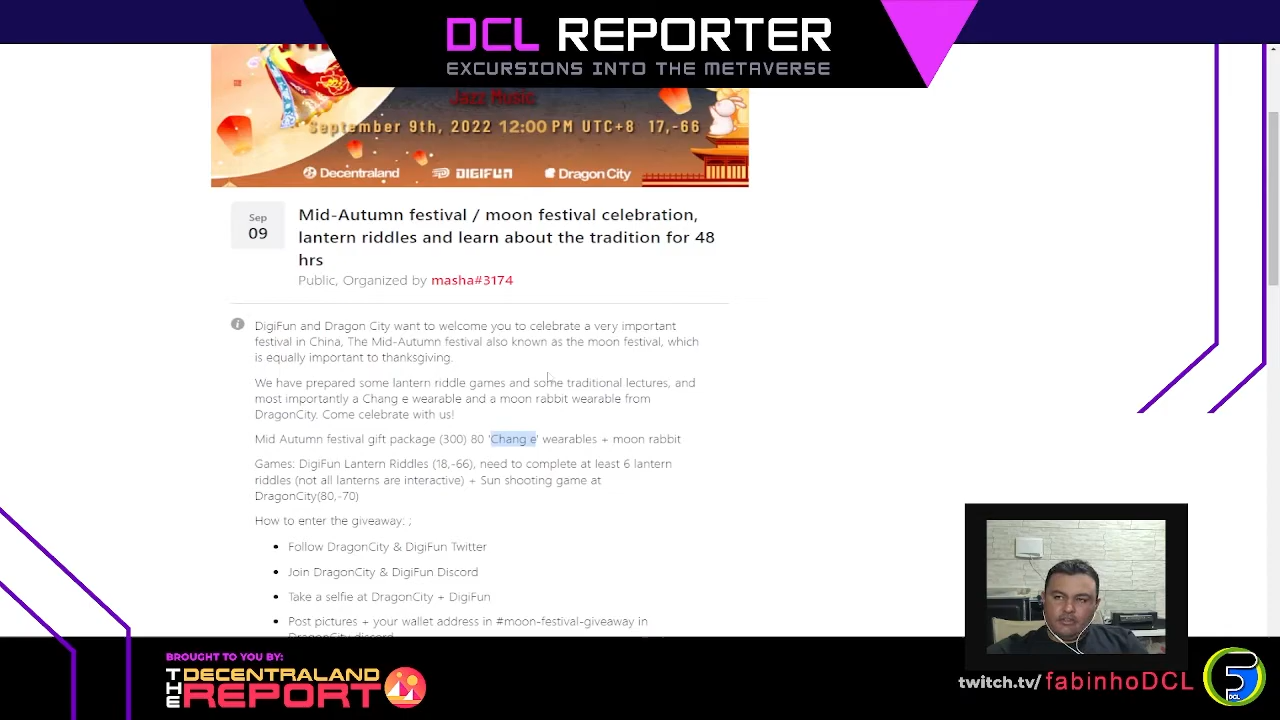 DCL REPORTER
EXCURSIONS INTO THE METAVERSE
Jazz Music
September 9th, 2022 12:00 PM UTC+8 17,-66
Decentraland DIGIFUN Dragon City
Sep
09
Mid-Autumn festival / moon festival celebration,
lantern riddles and learn about the tradition for 48
hrs
Public, Organized by masha#3174
DigiFun and Dragon City want to welcome you to celebrate a very important
festival in China, The Mid-Autumn festival also known as the moon festival, which
is equally important to thanksgiving.
We have prepared some lantern riddle games and some traditional lectures, and
most importantly a Chang e wearable and a moon rabbit wearable from
DragonCity. Come celebrate with us!
Mid Autumn festival gift package (300) 80 'Chang e' wearables + moon rabbit
Games: DigiFun Lantern Riddles (18,-66), need to complete at least 6 lantern
riddles (not all lanterns are interactive) + Sun shooting game at
DragonCity(80,-70)
How to enter the giveaway: ;
• Follow DragonCity & DigiFun Twitter
• Join DragonCity & DigiFun Discord
• Take a selfie at DragonCity + DigiFun
• Post pictures + your wallet address in #moon-festival-giveaway in
DragonCity discord
BROUGHT TO YOU BY:
THE DECENTRALAND
REPORT
twitch.tv/fabinhoDCL
DCL